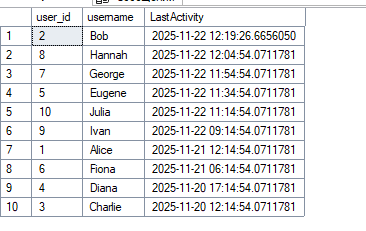 user_id username LastActivity
1 2 Bob 2025-11-22 12:19:26.6656050
2 8 Hannah 2025-11-22 12:04:54.0711781
3 7 George 2025-11-22 11:54:54.0711781
4 5 Eugene 2025-11-22 11:34:54.0711781
5 10 Julia 2025-11-22 11:14:54.0711781
6 9 Ivan 2025-11-22 09:14:54.0711781
7 1 Alice 2025-11-21 12:14:54.0711781
8 6 Fiona 2025-11-21 06:14:54.0711781
9 4 Diana 2025-11-20 17:14:54.0711781
10 3 Charlie 2025-11-20 12:14:54.0711781